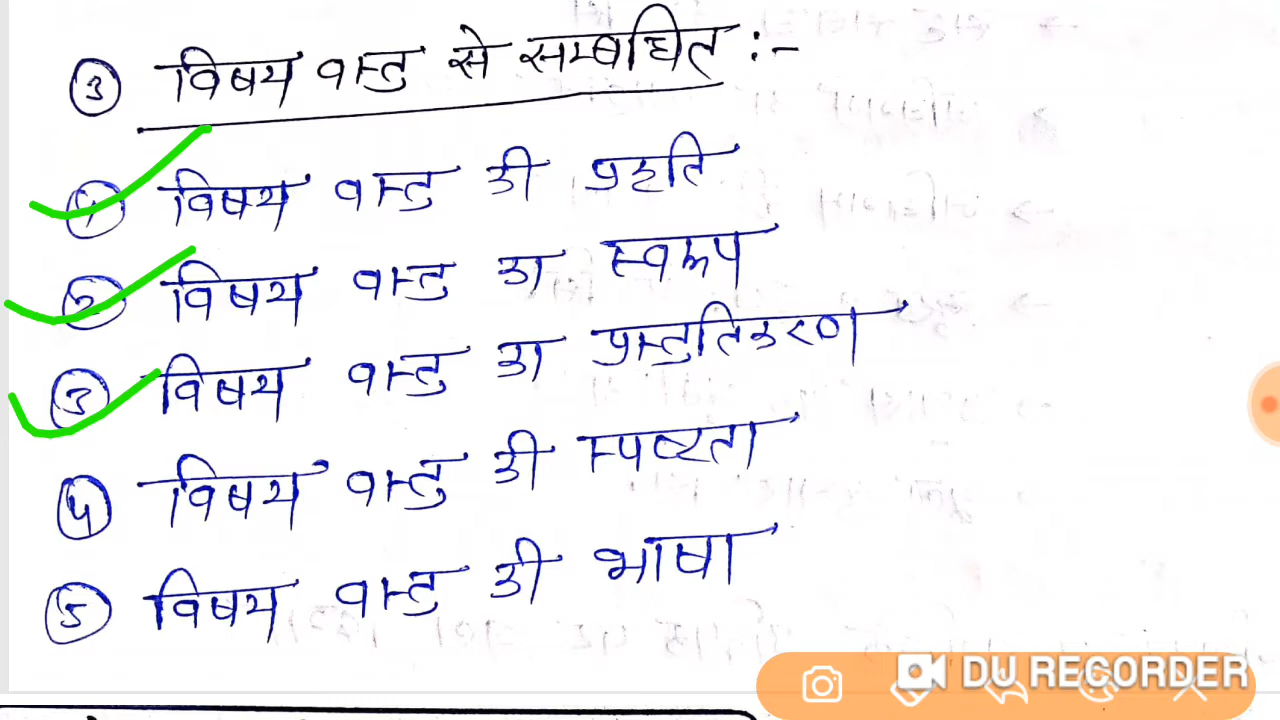 ③ विषय वस्तु से सम्बधित :-
① विषय वस्तु की प्रकृति
② विषय वस्तु का स्वरूप
③ विषय वस्तु का प्रस्तुतिकरण
④ विषय वस्तु की स्पष्टता
⑤ विषय वस्तु की भाषा
DU RECORDER